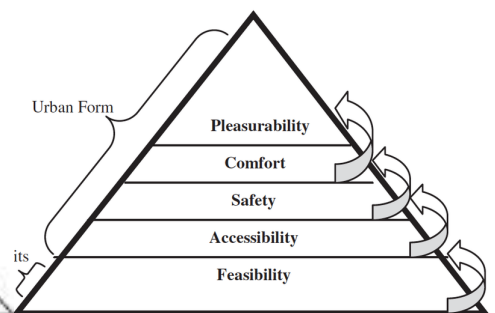 Urban Form
Pleasurability
Comfort
Safety
Accessibility
its
Feasibility